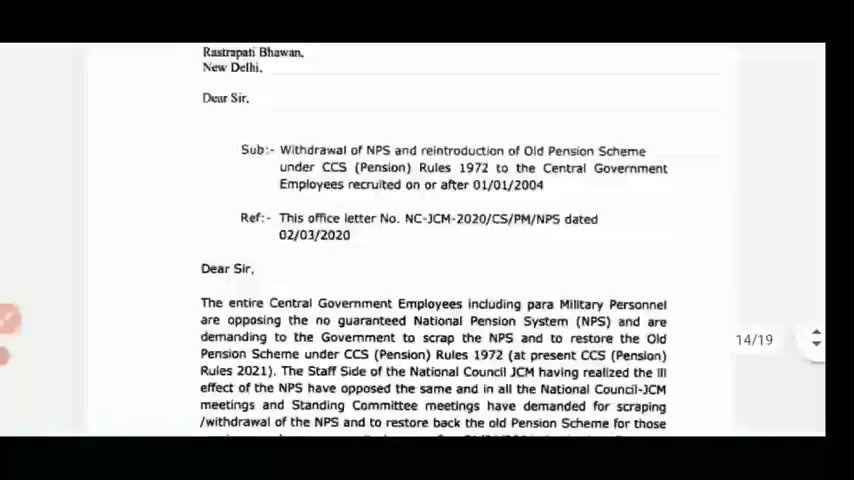 Rastrapati Bhawan,
New Delhi.
Dear Sir,
Sub:- Withdrawal of NPS and reintroduction of Old Pension Scheme
under CCS (Pension) Rules 1972 to the Central Government
Employees recruited on or after 01/01/2004
Ref:- This office letter No. NC-JCM-2020/CS/PM/NPS dated
02/03/2020
Dear Sir,
The entire Central Government Employees including para Military Personnel
are opposing the no guaranteed National Pension System (NPS) and are
demanding to the Government to scrap the NPS and to restore the Old
Pension Scheme under CCS (Pension) Rules 1972 (at present CCS (Pension)
Rules 2021). The Staff Side of the National Council JCM having realized the Ill
effect of the NPS have opposed the same and in all the National Council-JCM
meetings and Standing Committee meetings have demanded for scraping
/withdrawal of the NPS and to restore back the old Pension Scheme for those
14/19